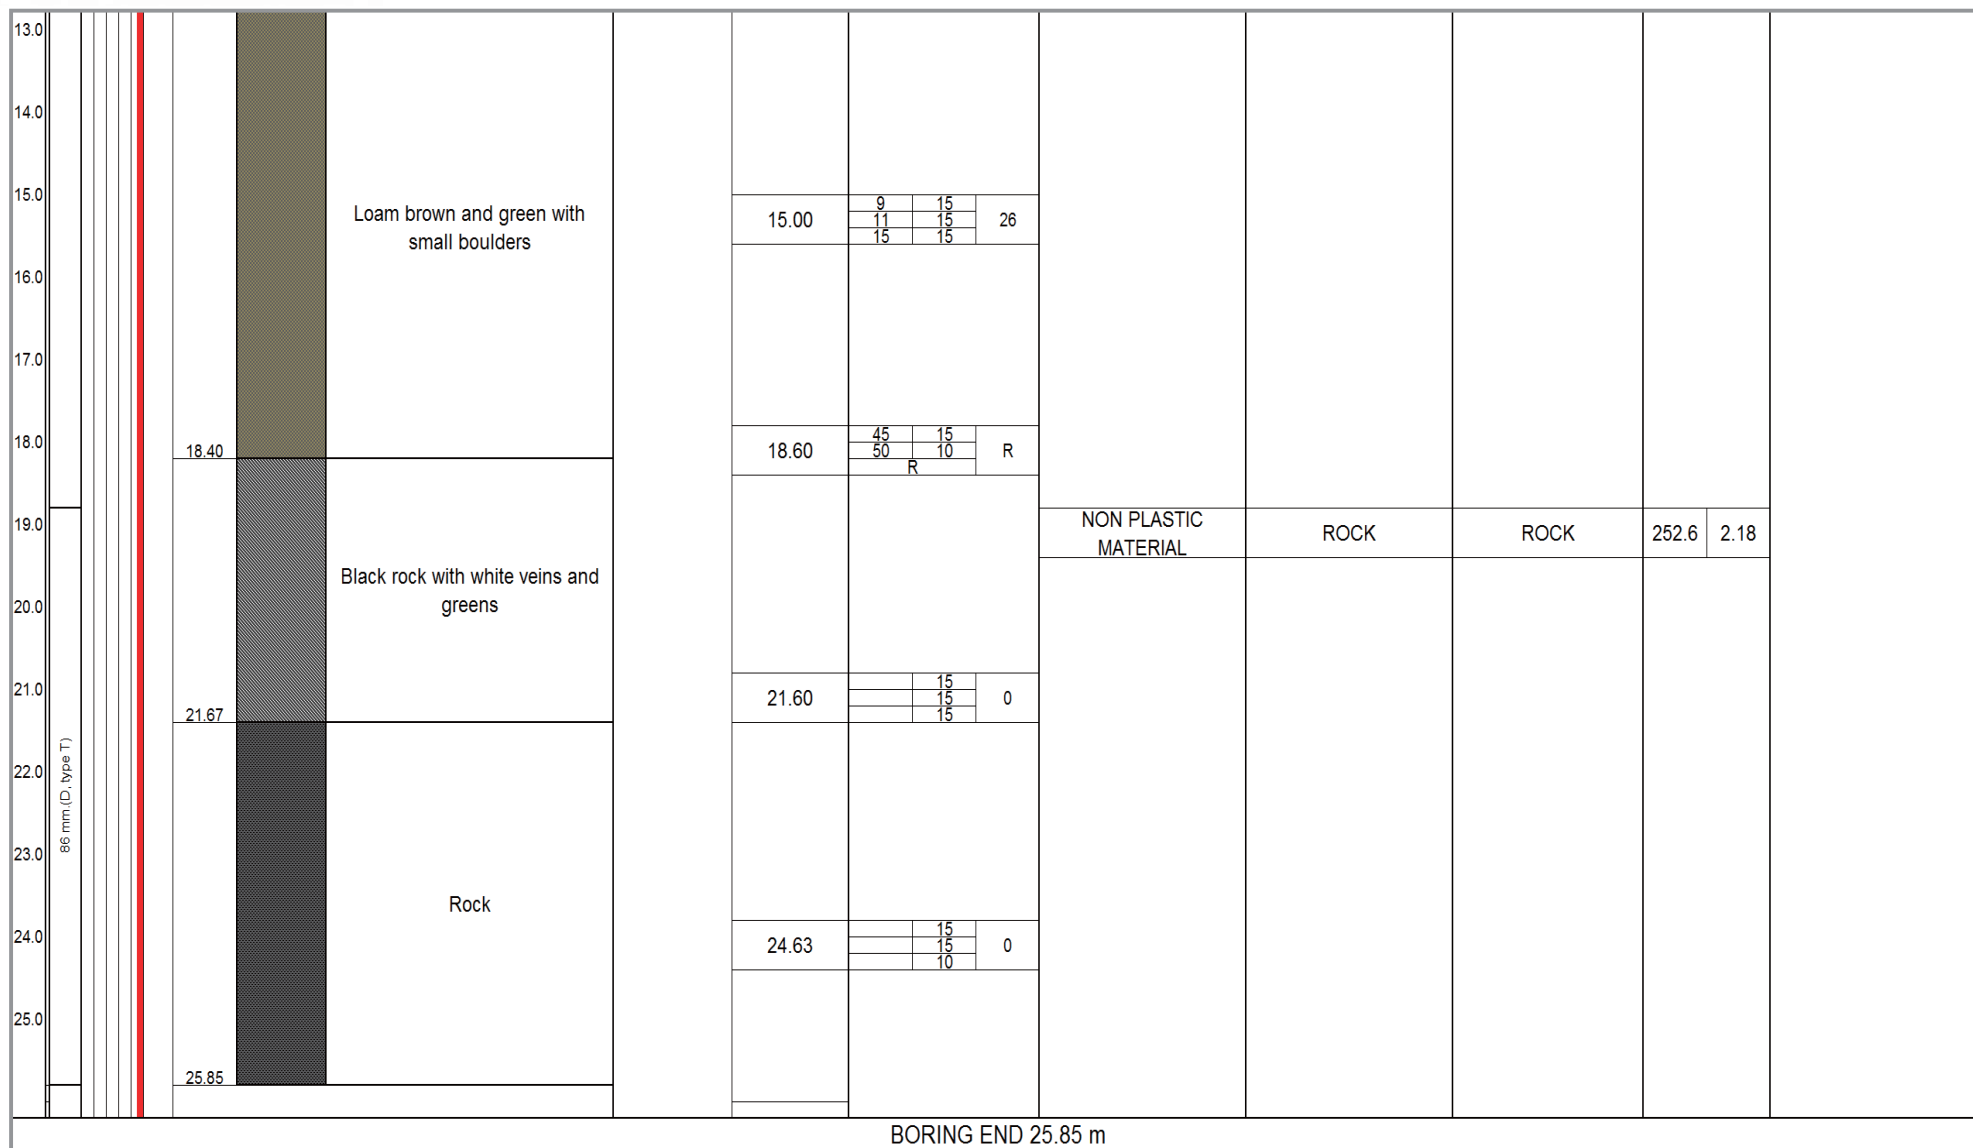 13.0
14.0
15.0
15.00
9 15
11 15
15 15
26
Loam brown and green with
small boulders
16.0
17.0
18.0
18.40
18.60
45 15
50 10
R
R
19.0
NON PLASTIC
MATERIAL
ROCK
ROCK
252.6
2.18
Black rock with white veins and
greens
20.0
21.0
21.60
15
15
15
0
21.67
22.0
86 mm.(D, type T)
23.0
Rock
24.0
24.63
15
15
10
0
25.0
25.85
BORING END 25.85 m